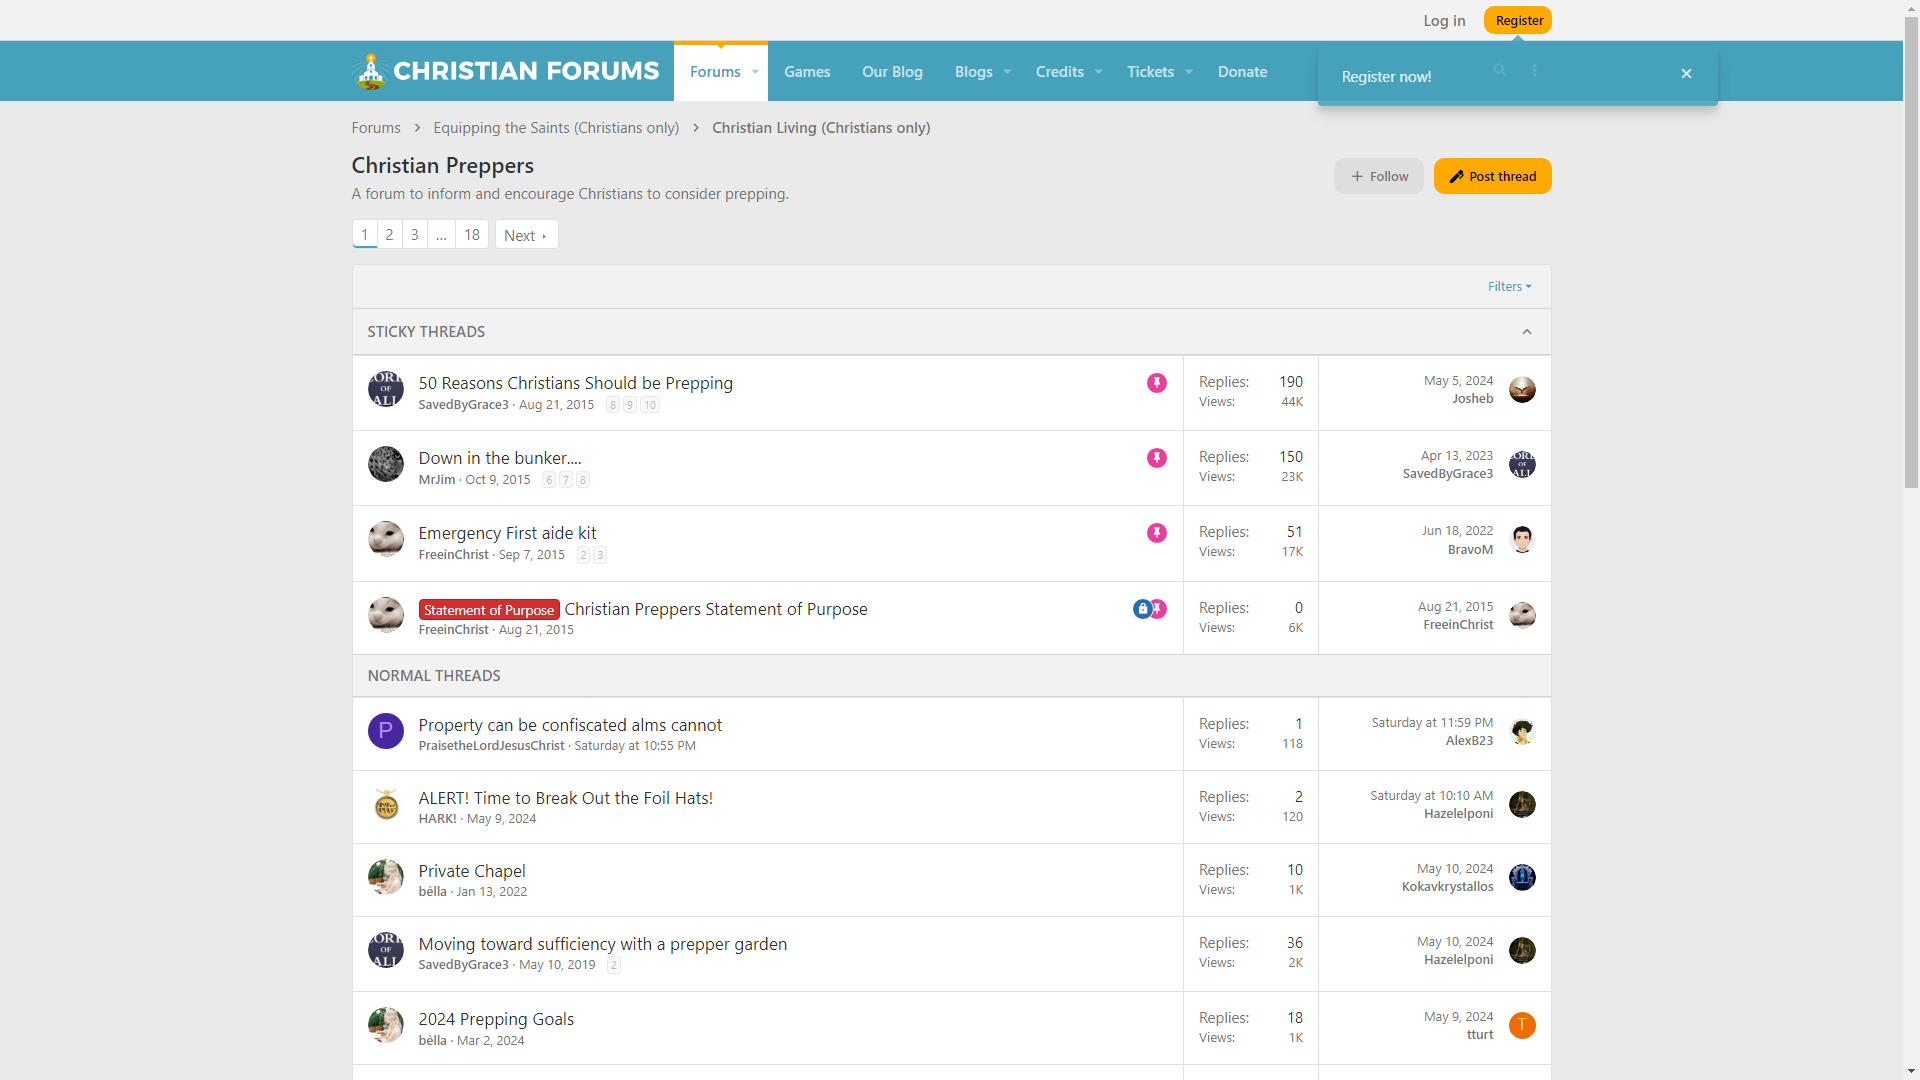 Log in
Register
CHRISTIAN FORUMS
Forums
Games
Our Blog
Blogs
Credits
Tickets
Donate
Register now!
Forums
Equipping the Saints (Christians only)
Christian Living (Christians only)
Christian Preppers
A forum to inform and encourage Christians to consider prepping.
Follow
Post thread
1
2
3
...
18
Next
Filters
STICKY THREADS
ORD
OF
ALL
50 Reasons Christians Should be Prepping
SavedByGrace3 · Aug 21, 2015 8 9 10
Replies: 190
Views: 44K
May 5, 2024
Josheb
Down in the bunker....
MrJim · Oct 9, 2015 6 7 8
Replies: 150
Views: 23K
Apr 13, 2023
SavedByGrace3
Emergency First aide kit
FreeinChrist · Sep 7, 2015 2 3
Replies: 51
Views: 17K
Jun 18, 2022
BravoM
Statement of Purpose Christian Preppers Statement of Purpose
FreeinChrist · Aug 21, 2015
Replies: 0
Views: 6K
Aug 21, 2015
FreeinChrist
NORMAL THREADS
P
Property can be confiscated alms cannot
PraisetheLordJesusChrist · Saturday at 10:55 PM
Replies: 1
Views: 118
Saturday at 11:59 PM
AlexB23
ALERT! Time to Break Out the Foil Hats!
HARK! · May 9, 2024
Replies: 2
Views: 120
Saturday at 10:10 AM
Hazelelponi
Private Chapel
bèlla · Jan 13, 2022
Replies: 10
Views: 1K
May 10, 2024
Kokavkrystallos
Moving toward sufficiency with a prepper garden
SavedByGrace3 · May 10, 2019 2
Replies: 36
Views: 2K
May 10, 2024
Hazelelponi
2024 Prepping Goals
bèlla · Mar 2, 2024
Replies: 18
Views: 1K
May 9, 2024
tturt
T